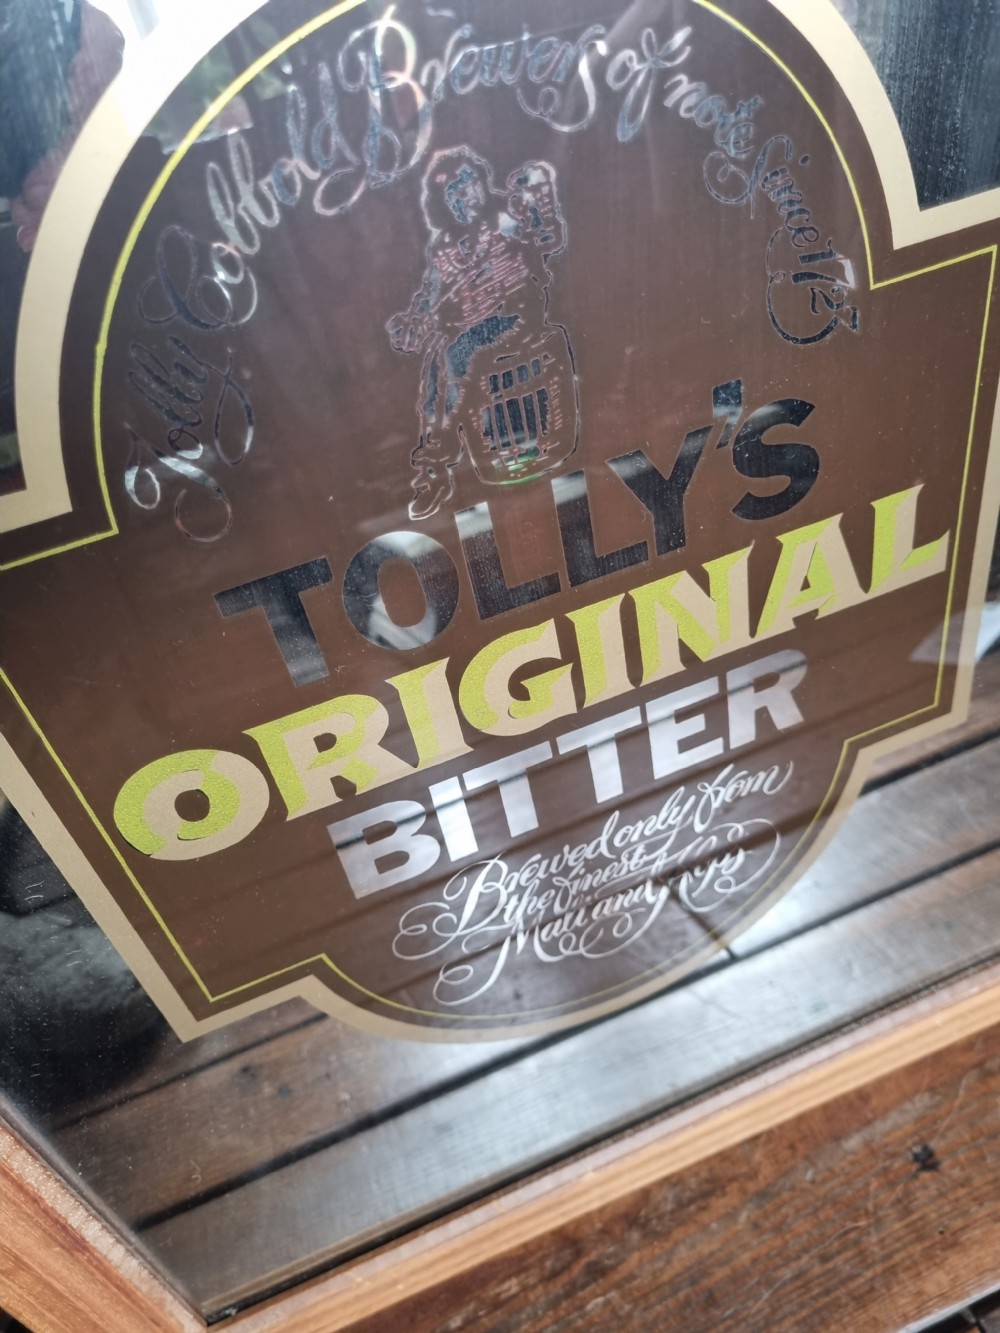 Tolly Cobbold Brewers of note Since 1723
TOLLY'S
ORIGINAL
BITTER
Brewed only from
the finest
Malt and Hops